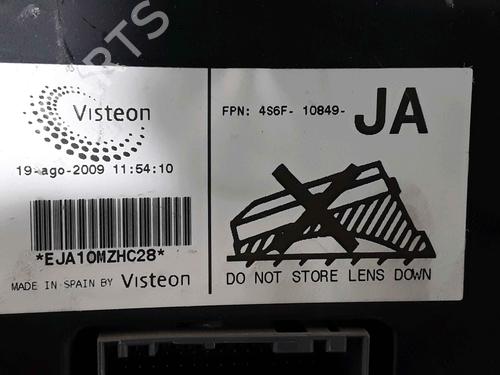 Visteon
19-ago-2009 11:54:10
*EJA10MZHC28*
MADE IN SPAIN BY Visteon
FPN: 4S6F- 10849- JA
DO NOT STORE LENS DOWN
PARTS